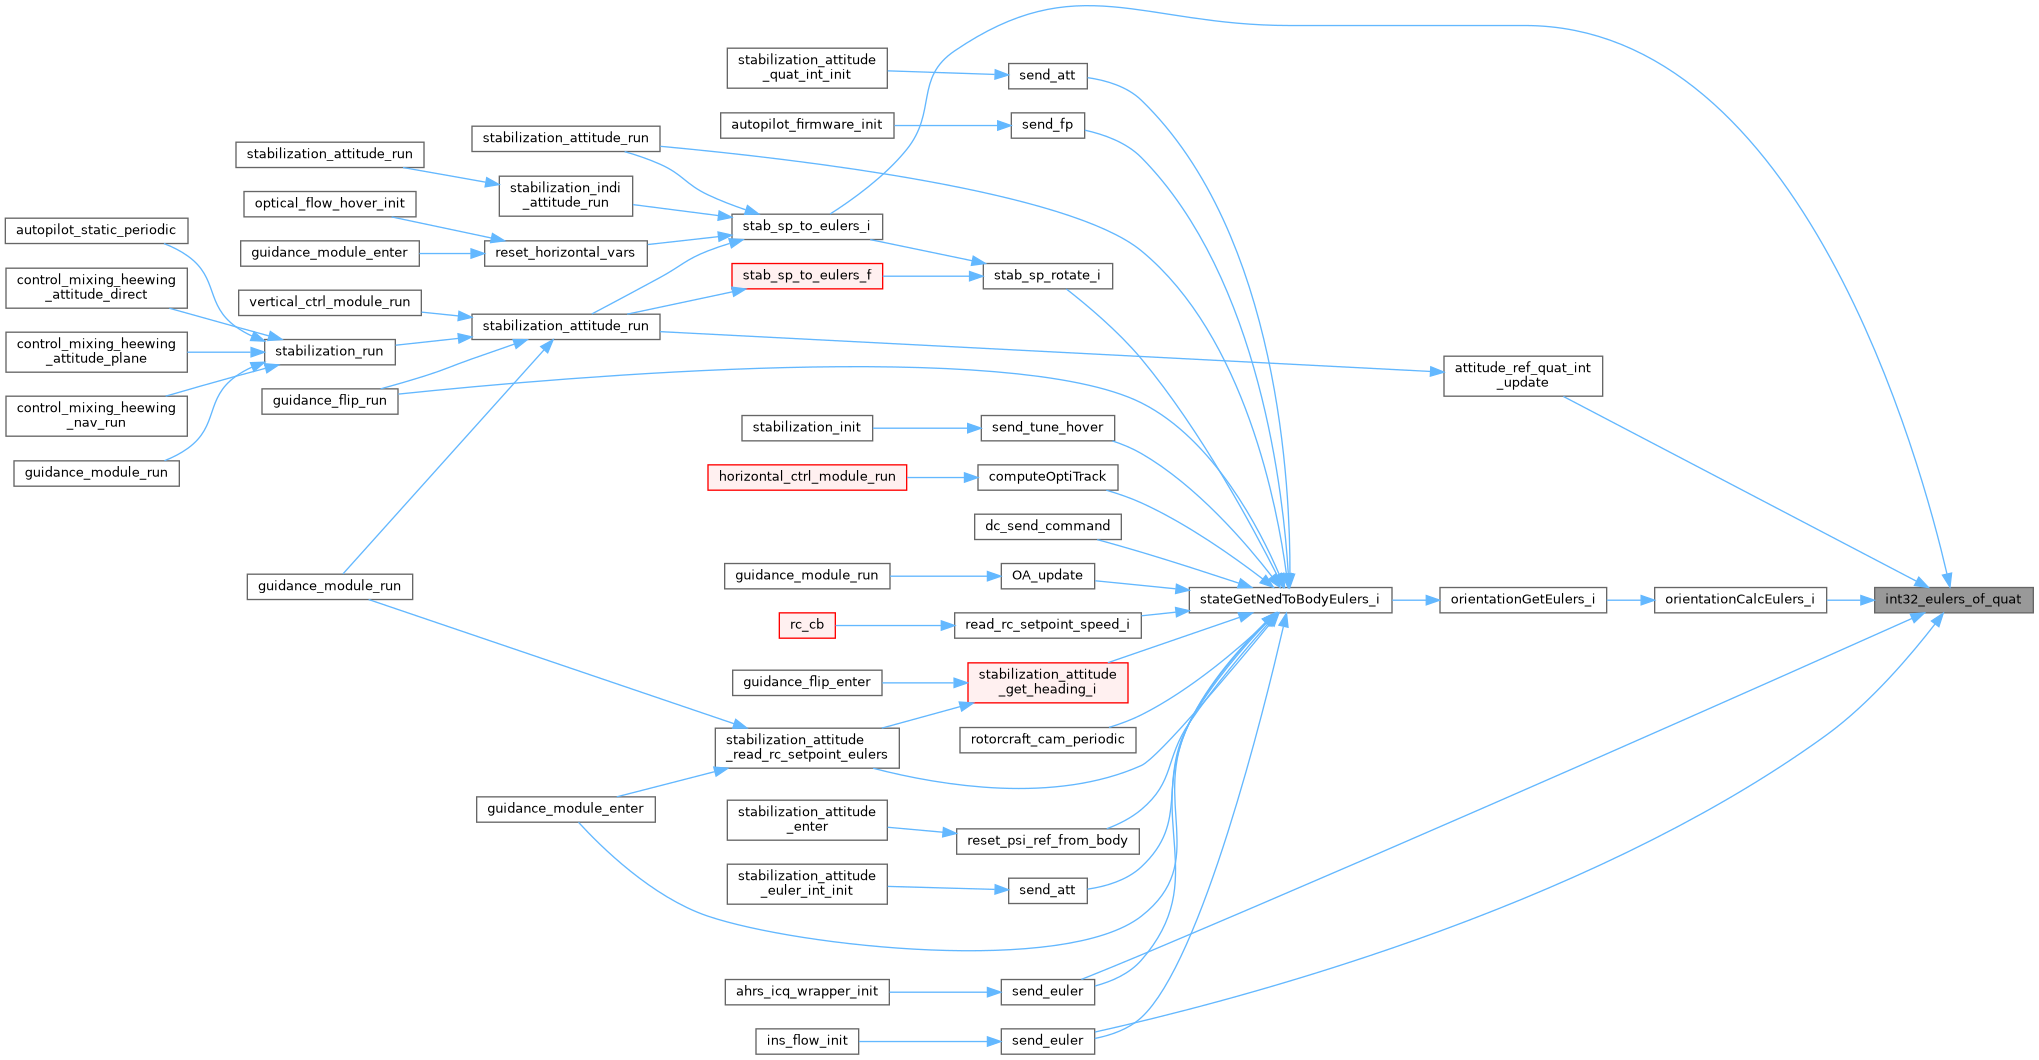 stabilization_attitude
_quat_int_init
send_att
autopilot_firmware_init
send_fp
stabilization_attitude_run
stabilization_attitude_run
stabilization_indi
_attitude_run
optical_flow_hover_init
autopilot_static_periodic
stab_sp_to_eulers_i
guidance_module_enter
reset_horizontal_vars
control_mixing_heewing
_attitude_direct
stab_sp_to_eulers_f
stab_sp_rotate_i
vertical_ctrl_module_run
stabilization_attitude_run
control_mixing_heewing
_attitude_plane
stabilization_run
attitude_ref_quat_int
_update
guidance_flip_run
control_mixing_heewing
_nav_run
stabilization_init
send_tune_hover
guidance_module_run
horizontal_ctrl_module_run
computeOptiTrack
dc_send_command
guidance_module_run
guidance_module_run
OA_update
stateGetNedToBodyEulers_i
orientationGetEulers_i
orientationCalcEulers_i
int32_eulers_of_quat
rc_cb
read_rc_setpoint_speed_i
guidance_flip_enter
stabilization_attitude
_get_heading_i
stabilization_attitude
_read_rc_setpoint_eulers
rotorcraft_cam_periodic
guidance_module_enter
stabilization_attitude
_enter
reset_psi_ref_from_body
stabilization_attitude
_euler_int_init
send_att
ahrs_icq_wrapper_init
send_euler
ins_flow_init
send_euler